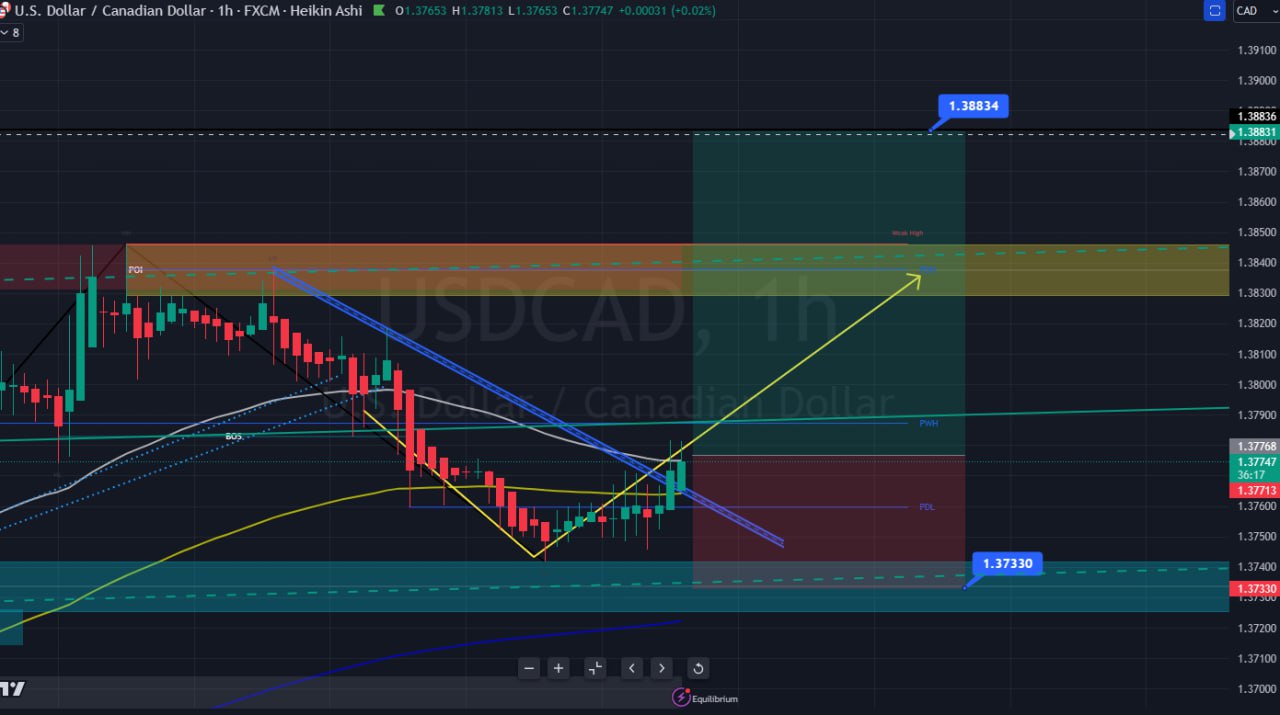 U.S. Dollar / Canadian Dollar · 1h · FXCM · Heikin Ashi O1.37653 H1.37813 L1.37653 C1.37747 +0.00031 (+0.02%)
CAD
8
1.39100
1.39000
1.38834
1.38836
1.38831
1.38800
1.38700
1.38600
Weak High
1.38500
POI
1.38400
1.38300
USDCAD, 1h
1.38200
1.38100
U.S. Dollar / Canadian Dollar
1.38000
1.37900
PWH
BOS
1.37768
1.37747
36:17
1.37713
PDL
1.37600
1.37500
1.37330
1.37400
1.37330
1.37300
1.37200
1.37100
Equilibrium
1.37000